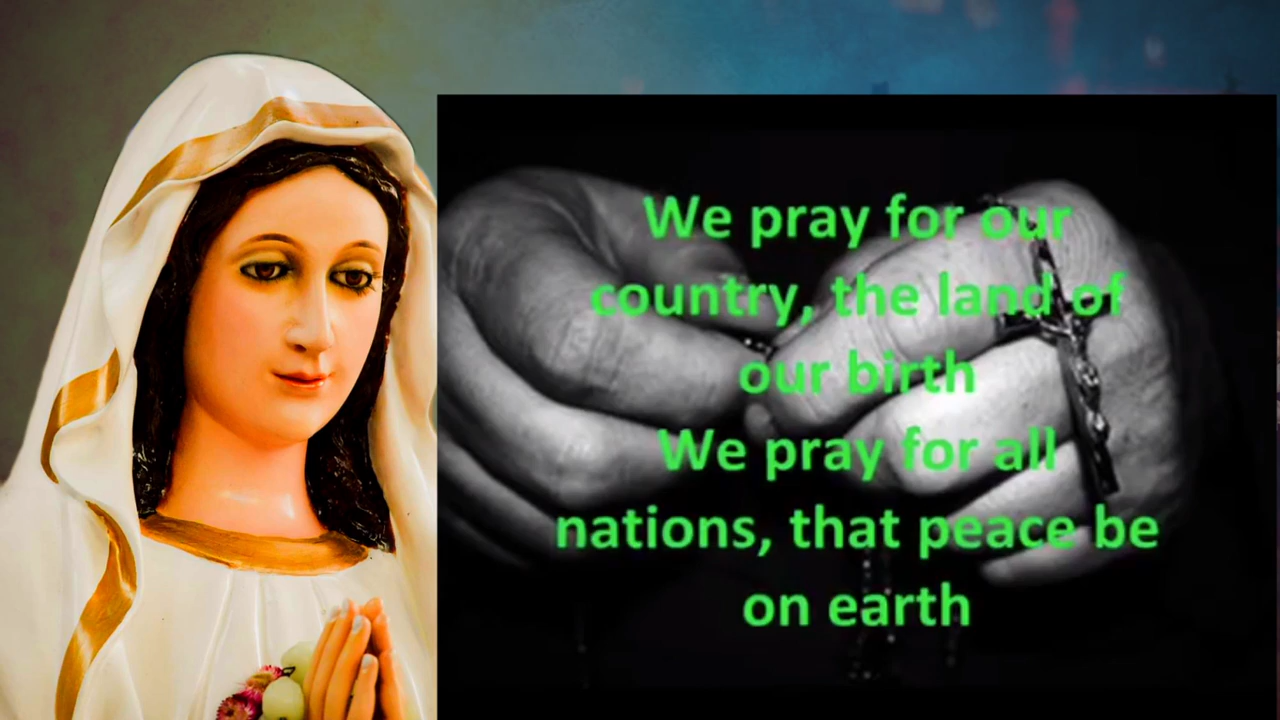 We pray for our
country, the land of
our birth
We pray for all
nations, that peace be
on earth